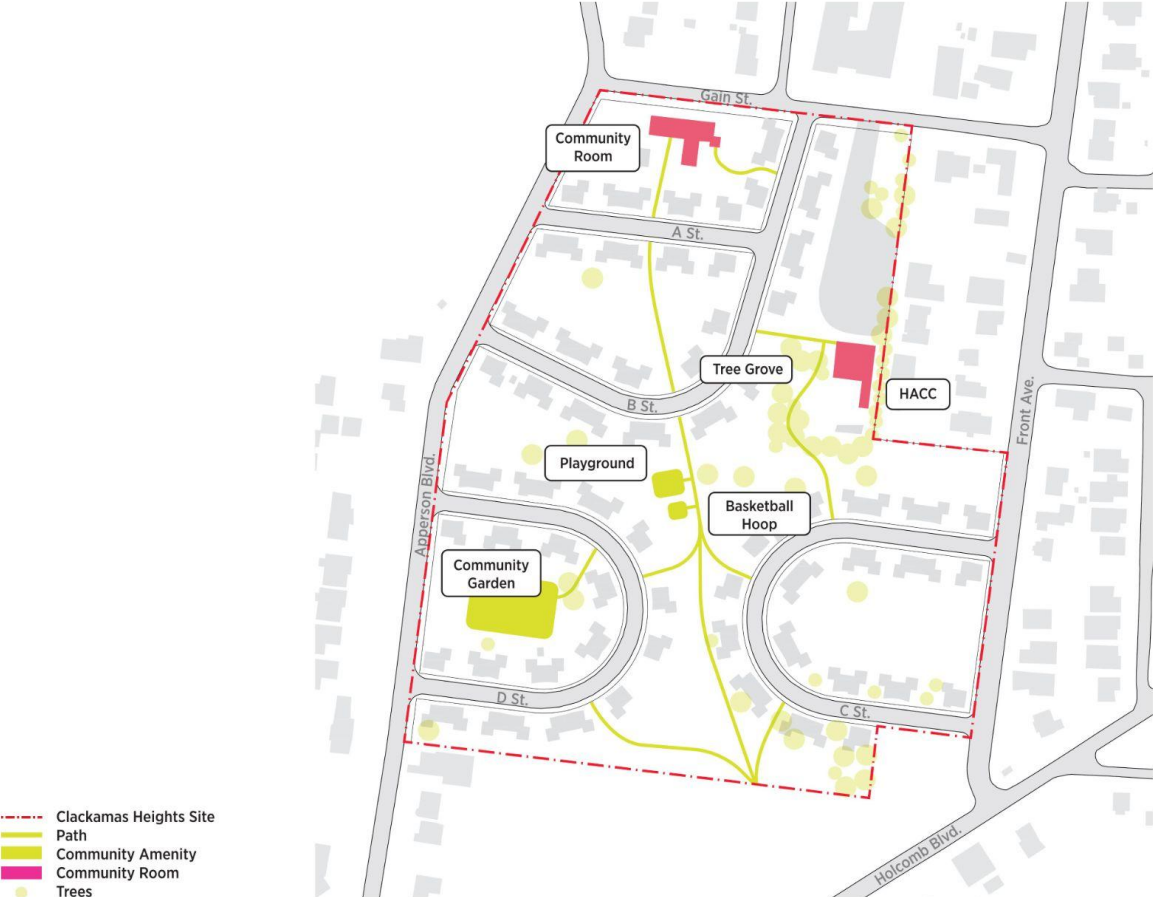 Gain St.
Community
Room
A St.
Tree Grove
HACC
B St.
Front Ave.
Playground
Apperson Blvd.
Basketball
Hoop
Community
Garden
D St.
C St.
Holcomb Blvd.
Clackamas Heights Site
Path
Community Amenity
Community Room
Trees